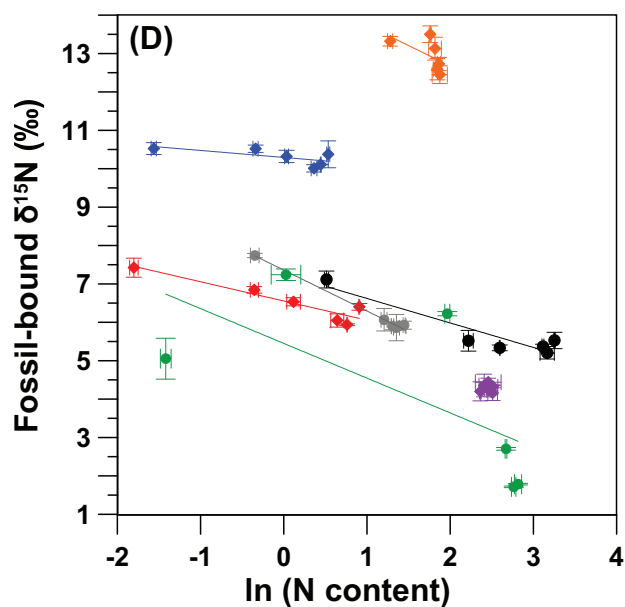 (D)
Fossil-bound δ¹⁵N (‰)
13
11
9
7
5
3
1
-2 -1 0 1 2 3 4
ln (N content)